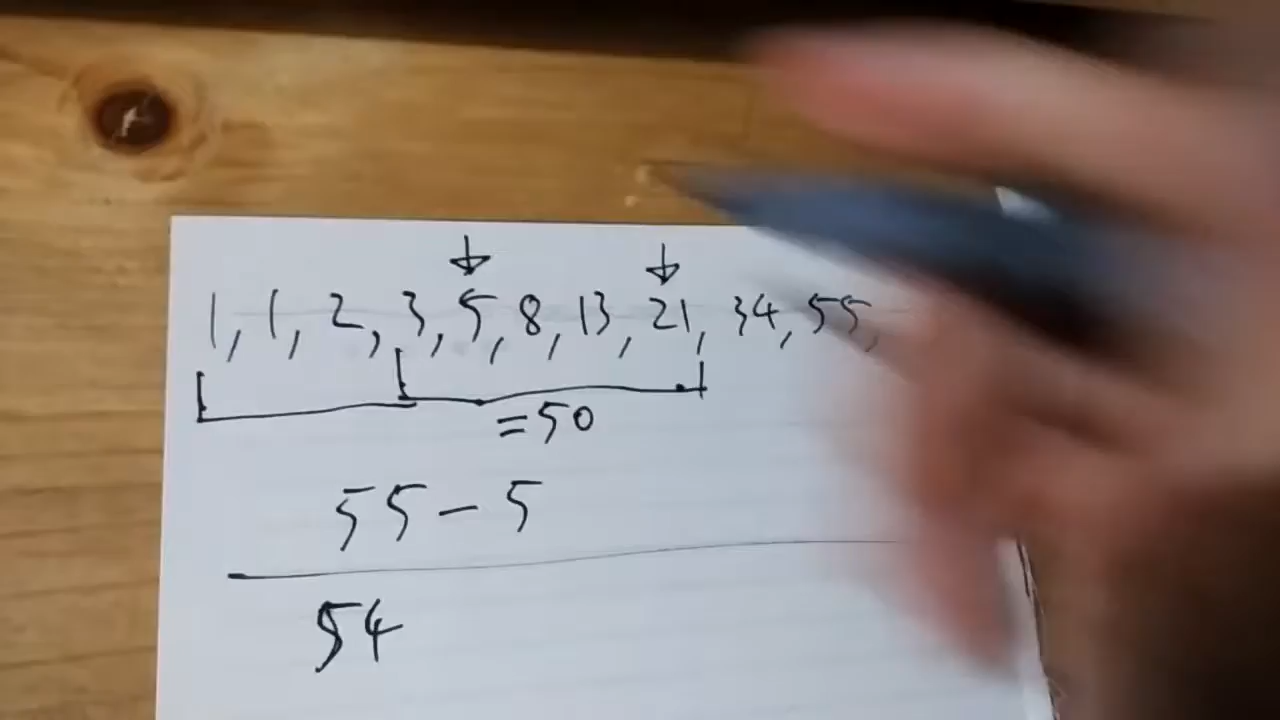 1, 1, 2, 3, 5, 8, 13, 21, 34, 55,
=50
55-5
54